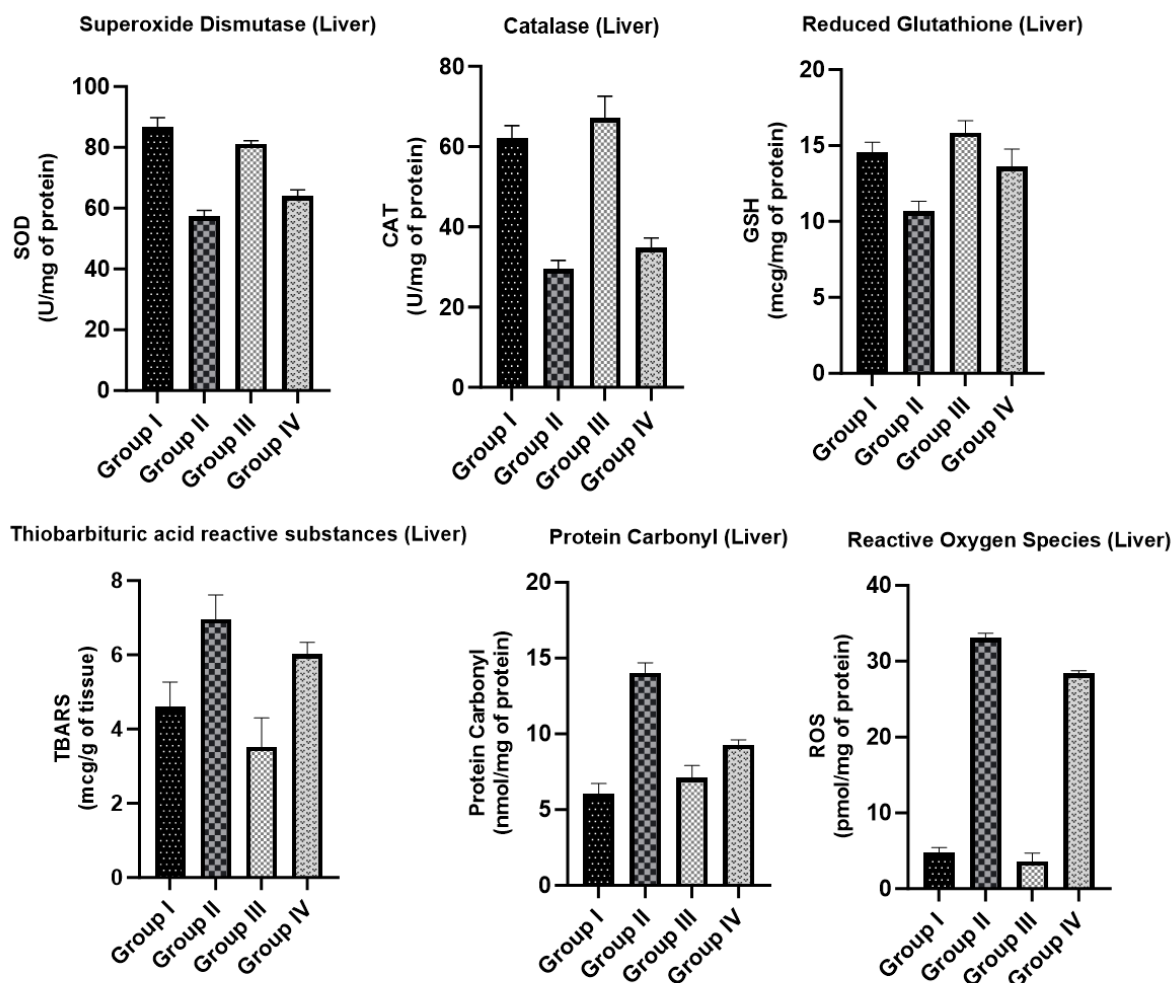 Superoxide Dismutase (Liver)
SOD
(U/mg of protein)
100
80
60
40
20
0
Group I
Group II
Group III
Group IV
Catalase (Liver)
CAT
(U/mg of protein)
80
60
40
20
0
Group I
Group II
Group III
Group IV
Reduced Glutathione (Liver)
GSH
(mcg/mg of protein)
20
15
10
5
0
Group I
Group II
Group III
Group IV
Thiobarbituric acid reactive substances (Liver)
TBARS
(mcg/g of tissue)
8
6
4
2
0
Group I
Group II
Group III
Group IV
Protein Carbonyl (Liver)
Protein Carbonyl
(nmol/mg of protein)
20
15
10
5
0
Group I
Group II
Group III
Group IV
Reactive Oxygen Species (Liver)
ROS
(pmol/mg of protein)
40
30
20
10
0
Group I
Group II
Group III
Group IV